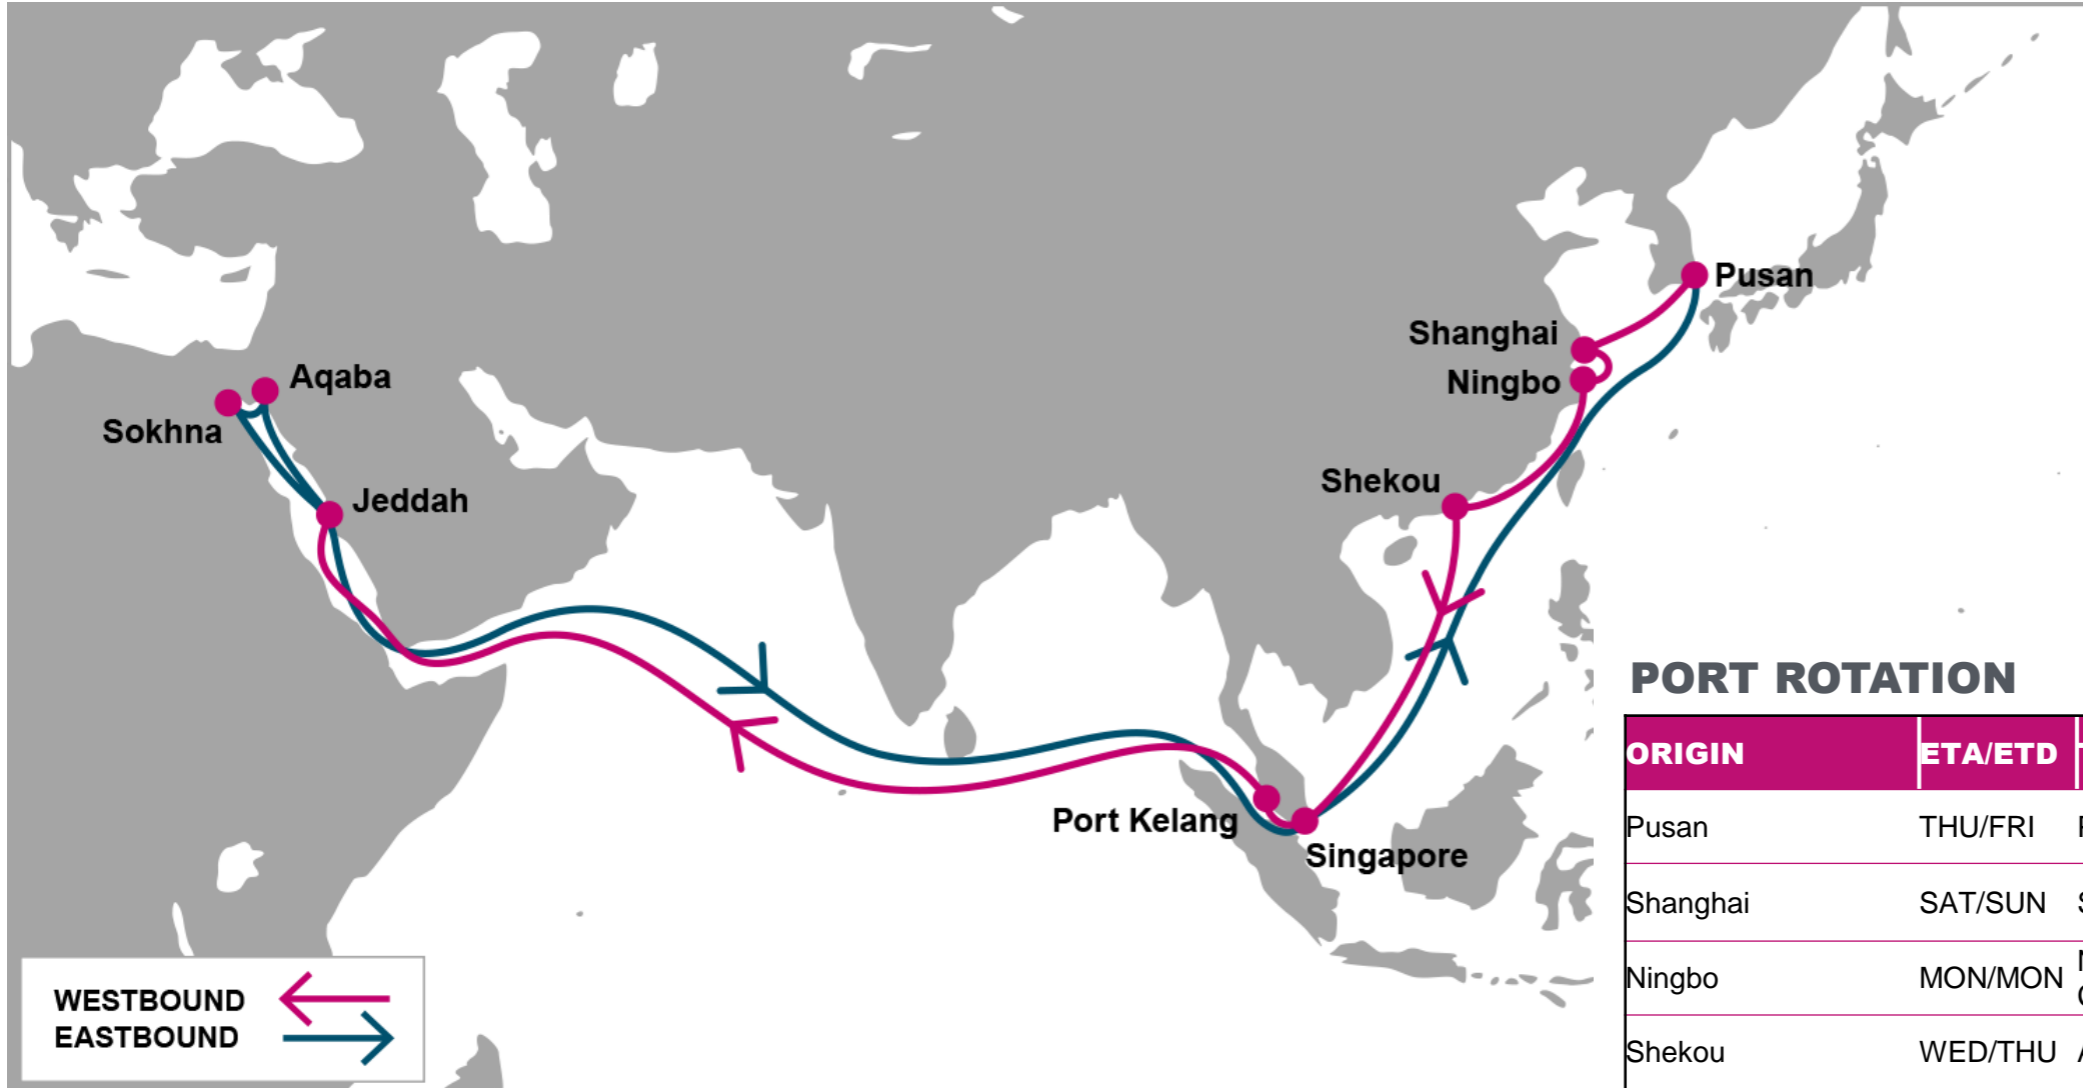 Pusan
Shanghai
Ningbo
Aqaba
Sokhna
Shekou
Jeddah
Port Kelang
Singapore
WESTBOUND
EASTBOUND
PORT ROTATION
ORIGIN ETA/ETD
Pusan THU/FRI
Shanghai SAT/SUN
Ningbo MON/MON
Shekou WED/THU